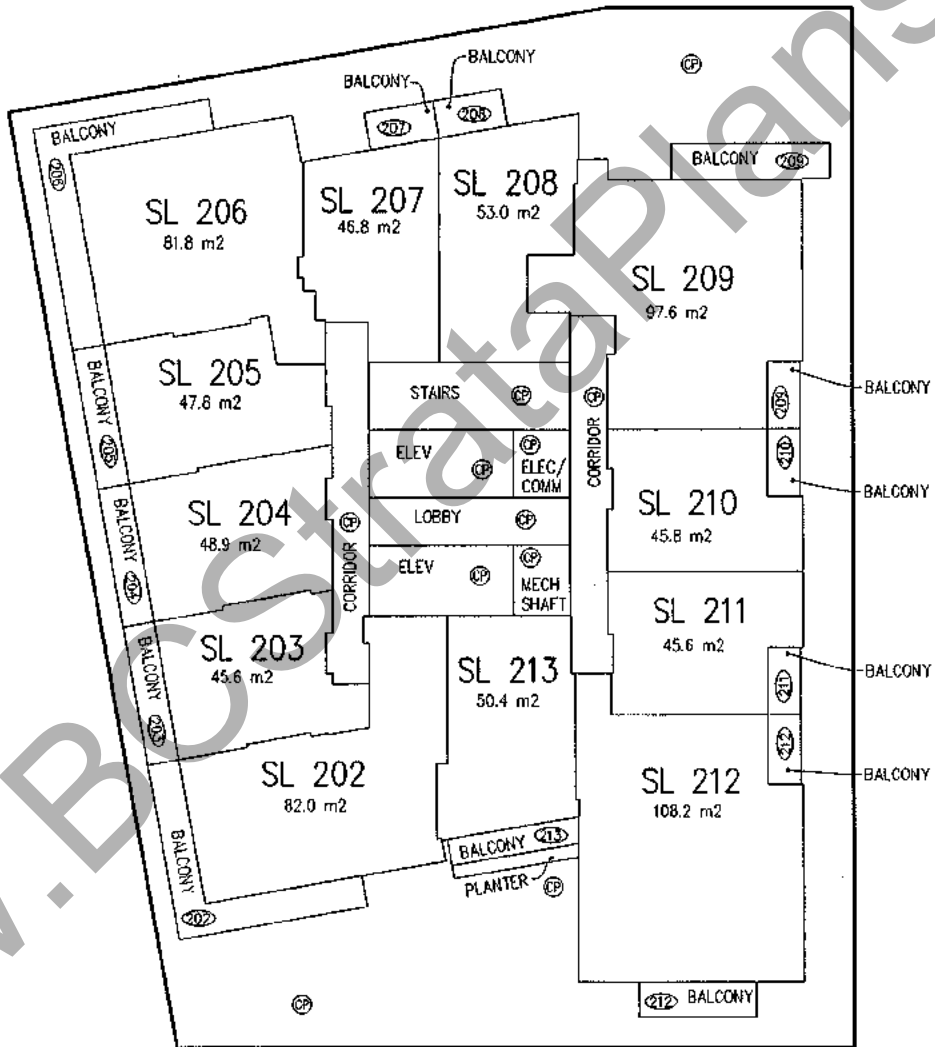 BALCONY
BALCONY
CP
BALCONY
206
207
208
BALCONY 209
SL 206
81.8 m2
SL 207
46.8 m2
SL 208
53.0 m2
SL 209
97.6 m2
SL 205
47.8 m2
BALCONY
205
STAIRS CP
CP
CORRIDOR
209
BALCONY
ELEV CP
CP
ELEC/
COMM
210
BALCONY
SL 204
48.9 m2
BALCONY
204
CP
CORRIDOR
LOBBY CP
SL 210
45.8 m2
ELEV CP
CP
MECH
SHAFT
SL 203
45.6 m2
BALCONY
203
SL 213
50.4 m2
SL 211
45.6 m2
211
BALCONY
212
BALCONY
SL 202
82.0 m2
SL 212
108.2 m2
BALCONY
202
BALCONY 213
PLANTER
CP
CP
212 BALCONY
.BCStrataPlans